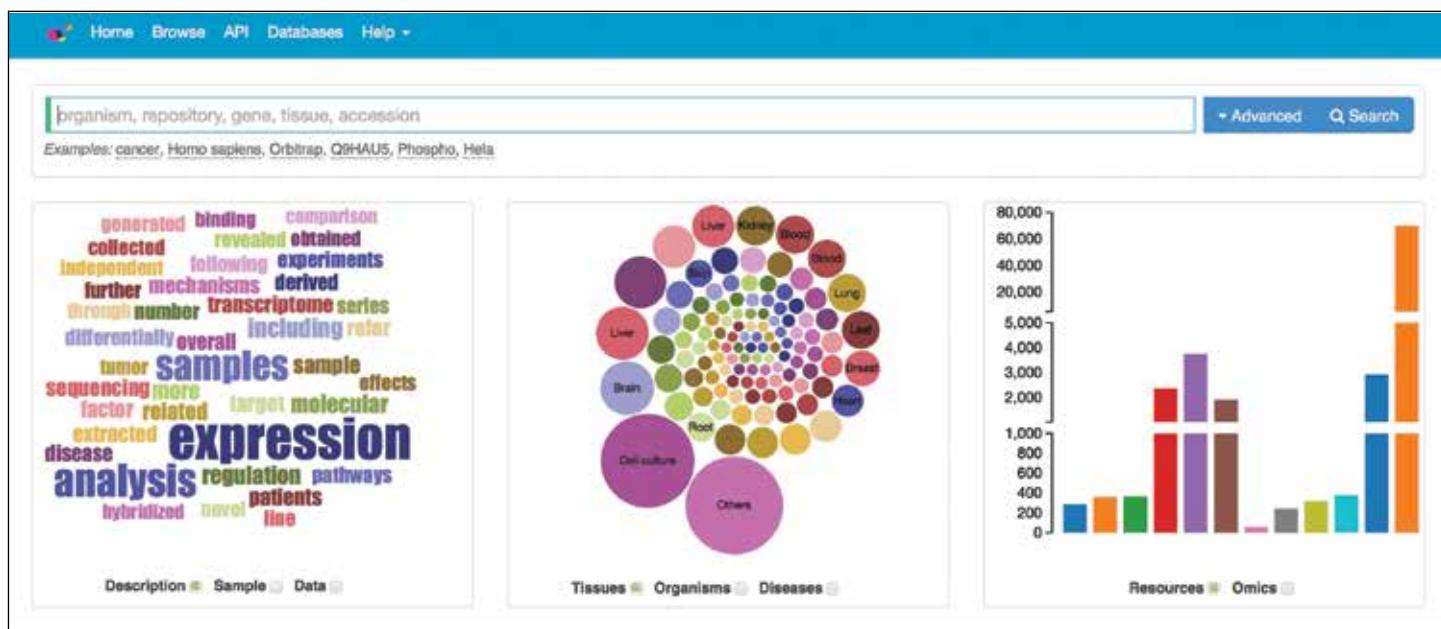 Home Browse API Databases Help
organism, repository, gene, tissue, accession
Advanced Search
Examples: cancer, Homo sapiens, Orbitrap, Q9HAU5, Phospho, Hela
generated binding comparison
collected revealed obtained
independent following experiments
further mechanisms derived
through number transcriptome series
differentially overall including refer
tumor samples sample
sequencing more effects
factor related target molecular
extracted expression
disease
analysis regulation pathways
hybridized novel patients
line
Description Sample Data
Liver Kidney Blood
Blood
Skin
Lung
Liver Leaf
Breast
Brain Heart
Root
Cell culture
Others
Tissues Organisms Diseases
80,000
60,000
40,000
20,000
5,000
4,000
3,000
2,000
1,000
800
600
400
200
0
Resources Omics